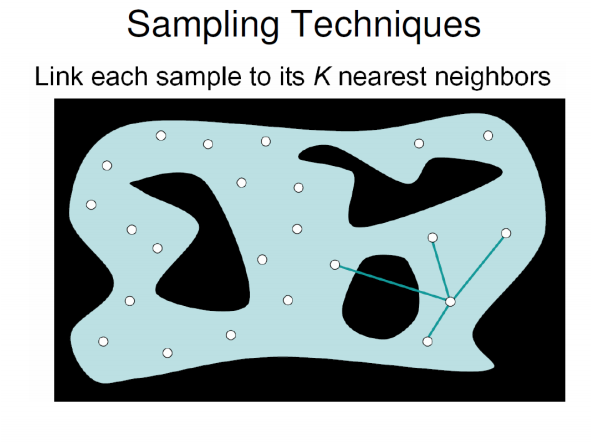 Sampling Techniques
Link each sample to its K nearest neighbors